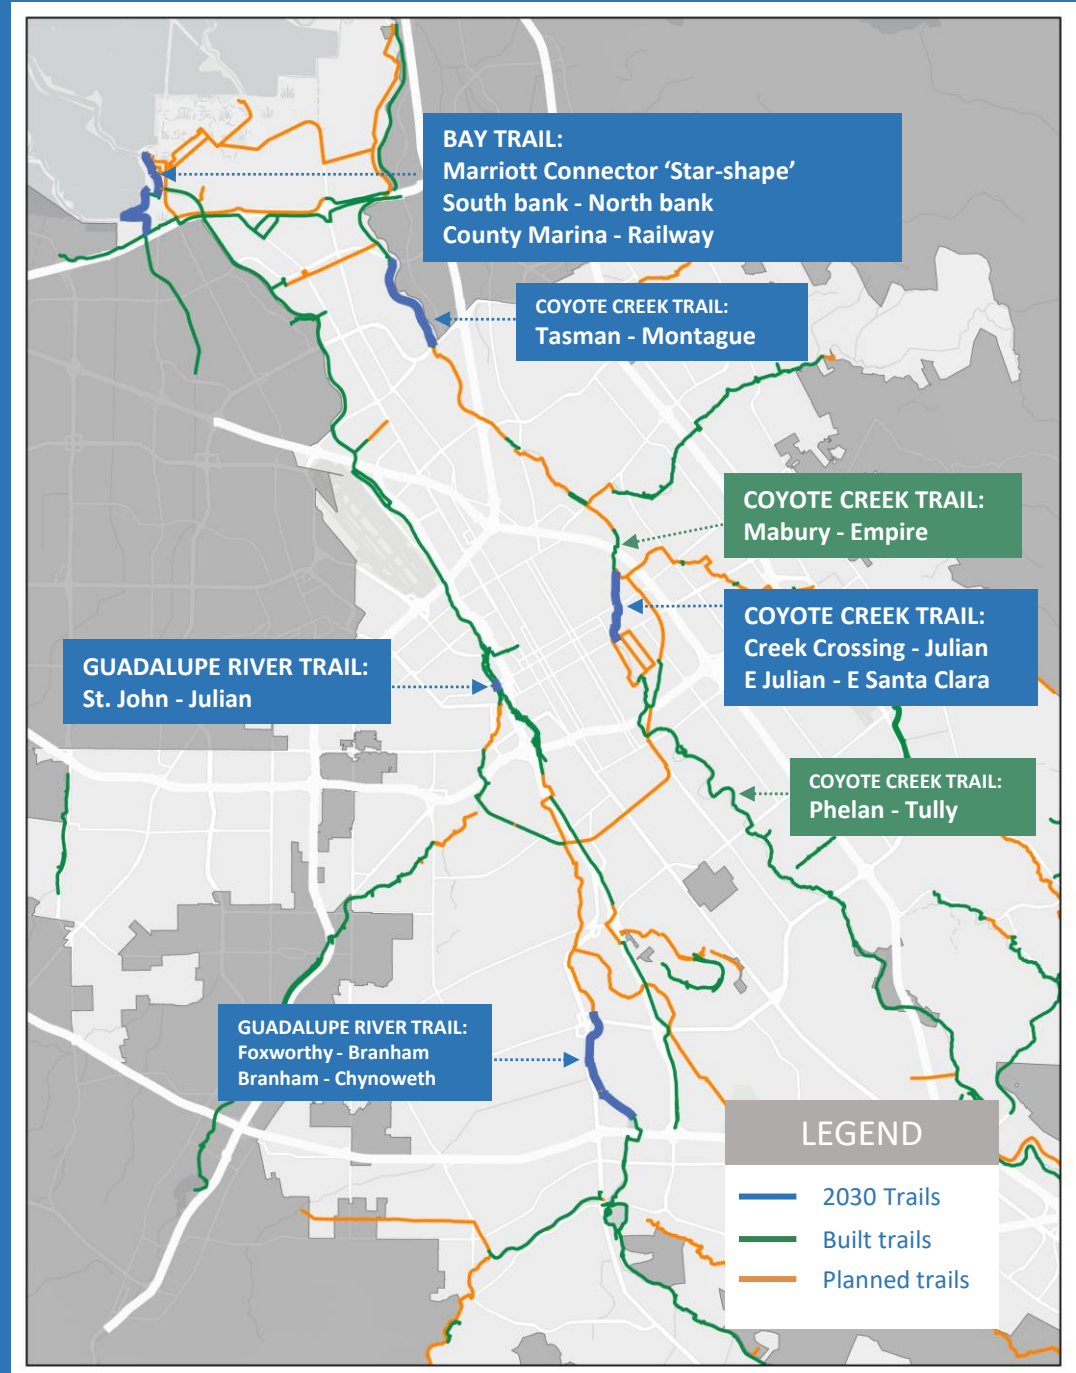 BAY TRAIL:
Marriott Connector ‘Star-shape’
South bank - North bank
County Marina - Railway
COYOTE CREEK TRAIL:
Tasman - Montague
COYOTE CREEK TRAIL:
Mabury - Empire
COYOTE CREEK TRAIL:
Creek Crossing - Julian
E Julian - E Santa Clara
GUADALUPE RIVER TRAIL:
St. John - Julian
COYOTE CREEK TRAIL:
Phelan - Tully
GUADALUPE RIVER TRAIL:
Foxworthy - Branham
Branham - Chynoweth
LEGEND
2030 Trails
Built trails
Planned trails